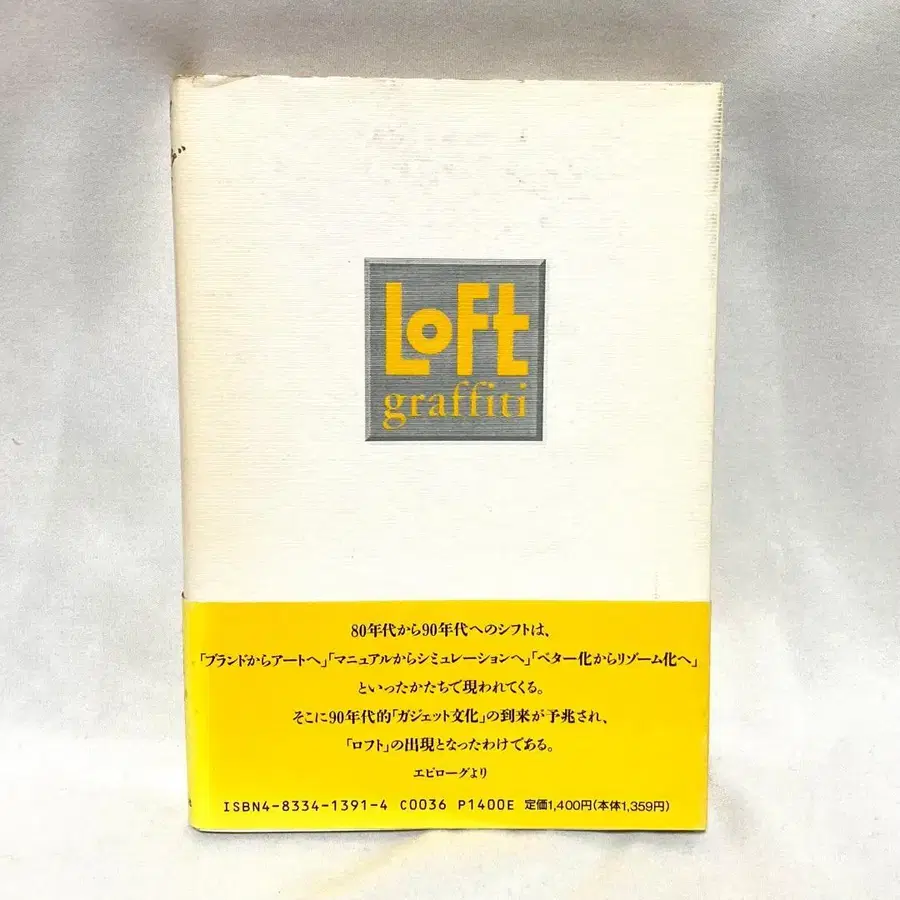 Loft
graffiti
80年代から90年代へのシフトは、
「ブランドからアートへ」「マニュアルからシミュレーションへ」「ベター化からリゾーム化へ」
といったかたちで現われてくる。
そこに90年代的「ガジェット文化」の到来が予兆され、
「ロフト」の出現となったわけである。
エピローグより
ISBN4-8334-1391-4 C0036 P1400E 定価1,400円(本体1,359円)